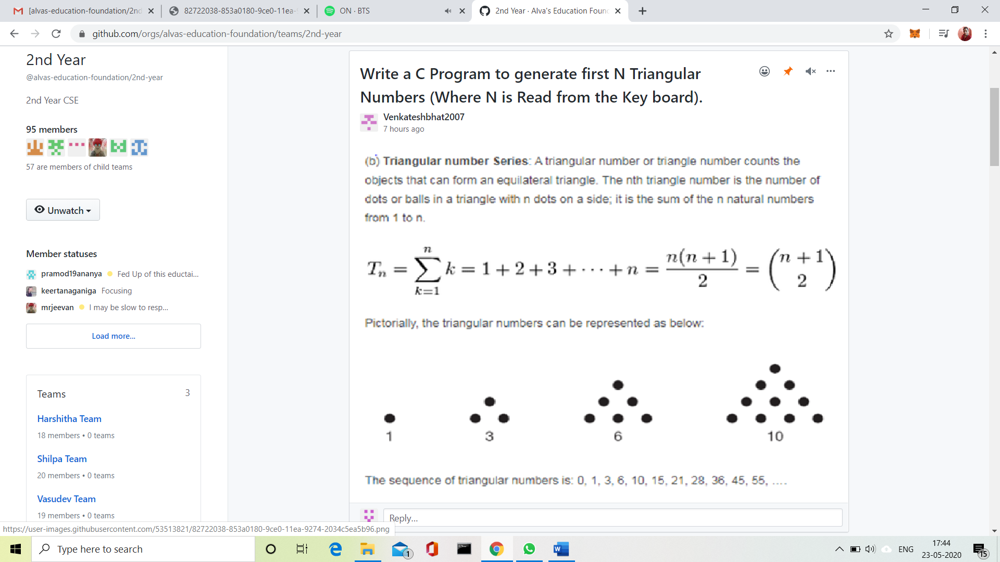 [alvas-education-foundation/2nd
82722038-853a0180-9ce0-11ea-
ON · BTS
2nd Year · Alva's Education Foun
github.com/orgs/alvas-education-foundation/teams/2nd-year
2nd Year
@alvas-education-foundation/2nd-year
2nd Year CSE
95 members
57 are members of child teams
Unwatch
Member statuses
pramod19ananya Fed Up of this eductai...
keertanaganiga Focusing
mrjeevan I may be slow to resp...
Load more...
Teams 3
Harshitha Team
18 members • 0 teams
Shilpa Team
20 members • 0 teams
Vasudev Team
19 members • 0 teams
Write a C Program to generate first N Triangular
Numbers (Where N is Read from the Key board).
Venkateshbhat2007
7 hours ago
(b) Triangular number Series: A triangular number or triangle number counts the
objects that can form an equilateral triangle. The nth triangle number is the number of
dots or balls in a triangle with n dots on a side; it is the sum of the n natural numbers
from 1 to n.
Tn = ∑ k=1 n k = 1 + 2 + 3 + · · · + n = n(n + 1) / 2 = (n + 1 2)
Pictorially, the triangular numbers can be represented as below:
1 3 6 10
The sequence of triangular numbers is: 0, 1, 3, 6, 10, 15, 21, 28, 36, 45, 55, ....
Reply...
https://user-images.githubusercontent.com/53513821/82722038-853a0180-9ce0-11ea-9274-2034c5ea5b96.png
Type here to search
1
W
ENG
17:44
23-05-2020
15